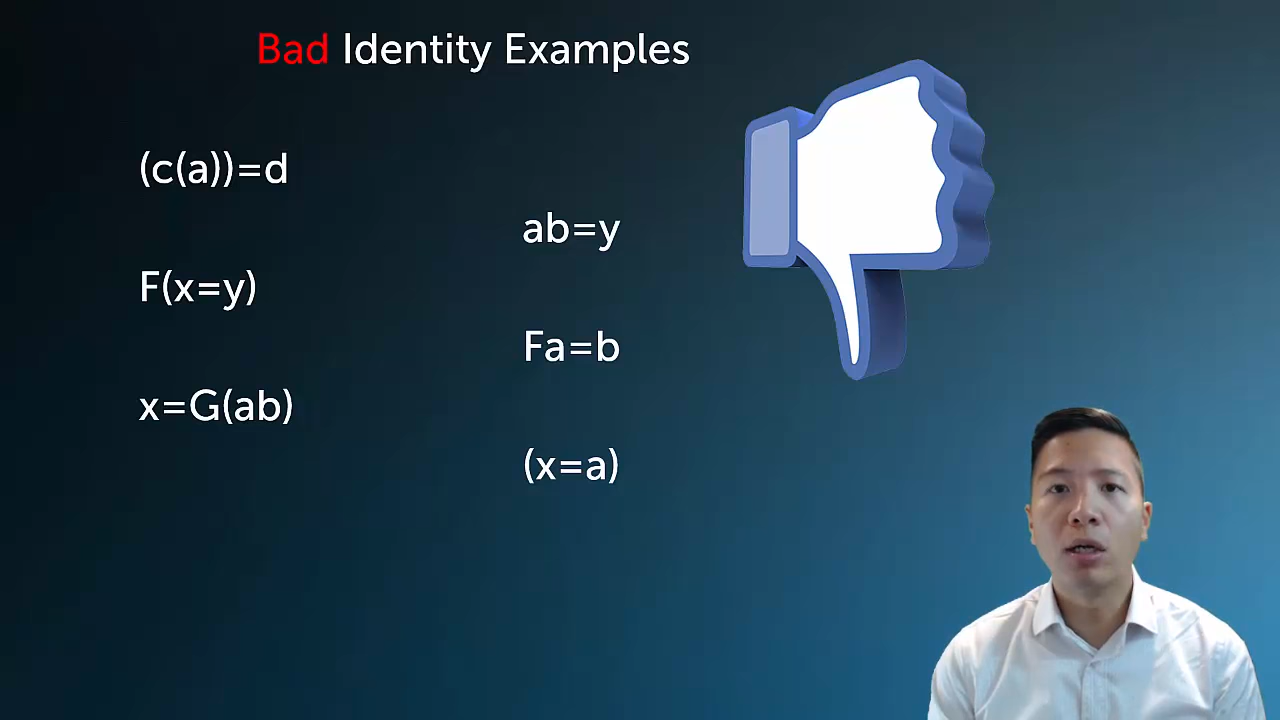 Bad Identity Examples
(c(a))=d
ab=y
F(x=y)
Fa=b
x=G(ab)
(x=a)